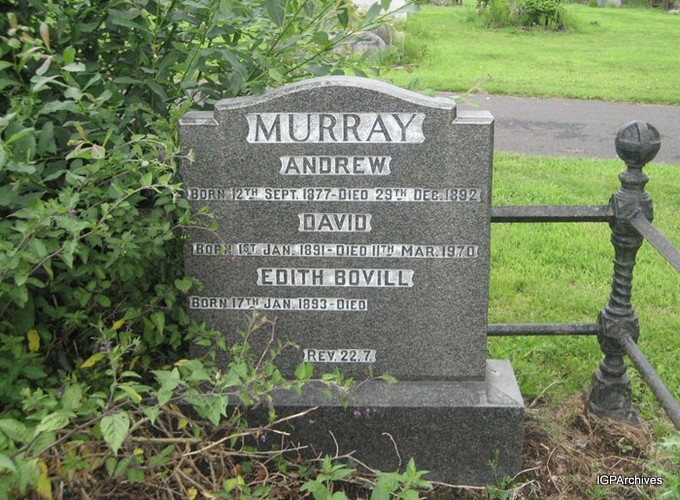 MURRAY
ANDREW
BORN 12TH SEPT. 1877-DIED 29TH DEC. 1892
DAVID
BORN 1ST JAN. 1891-DIED 11TH MAR. 1970
EDITH BOVILL
BORN 17TH JAN. 1893-DIED
REV. 22. 7.
IGPArchives